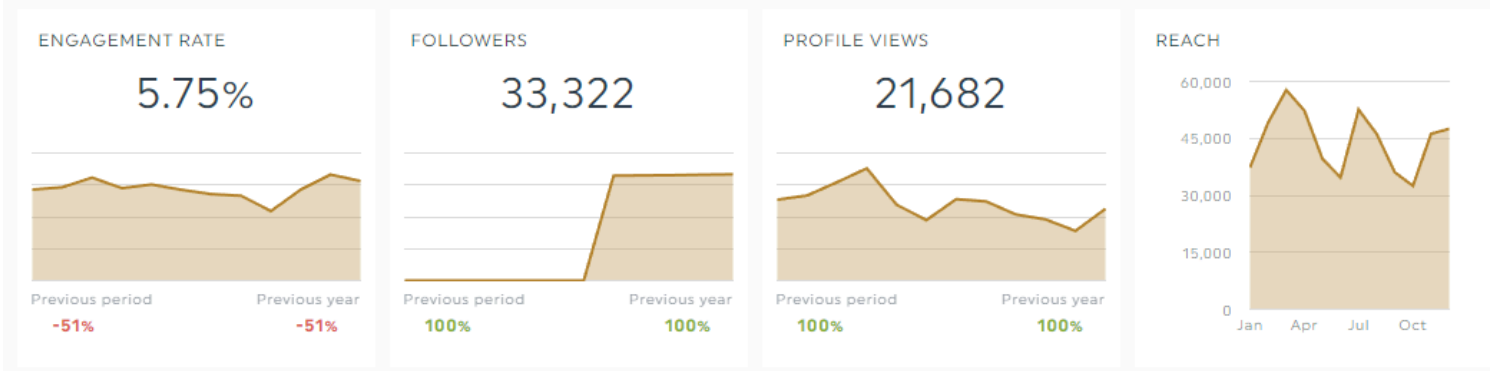 ENGAGEMENT RATE
5.75%
Previous period
Previous year
-51%
-51%
FOLLOWERS
33,322
Previous period
Previous year
100%
100%
PROFILE VIEWS
21,682
Previous period
Previous year
100%
100%
REACH
60,000
45,000
30,000
15,000
0
Jan Apr Jul Oct